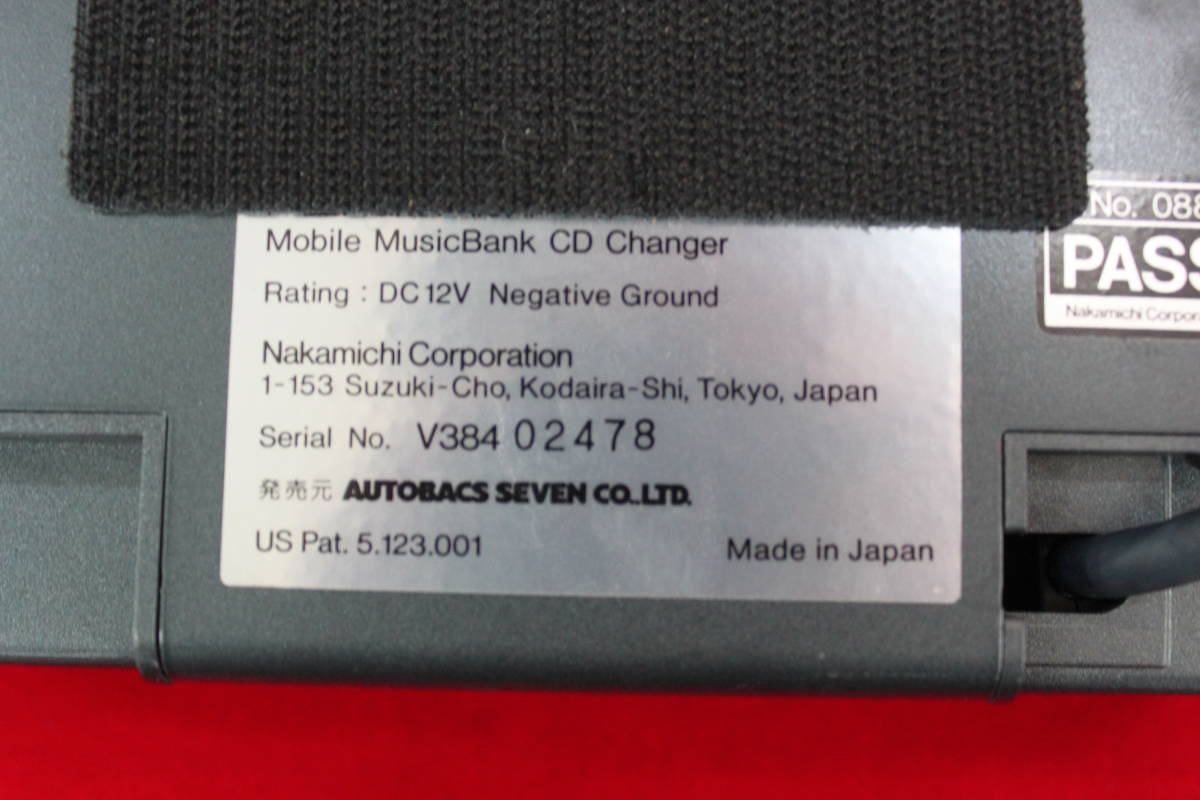 Mobile MusicBank CD Changer
Rating : DC 12V Negative Ground
Nakamichi Corporation
1-153 Suzuki-Cho, Kodaira-Shi, Tokyo, Japan
Serial No. V384 02478
発売元 AUTOBACS SEVEN CO.,LTD.
US Pat. 5.123.001 Made in Japan
No. 088
PASS
Nakamichi